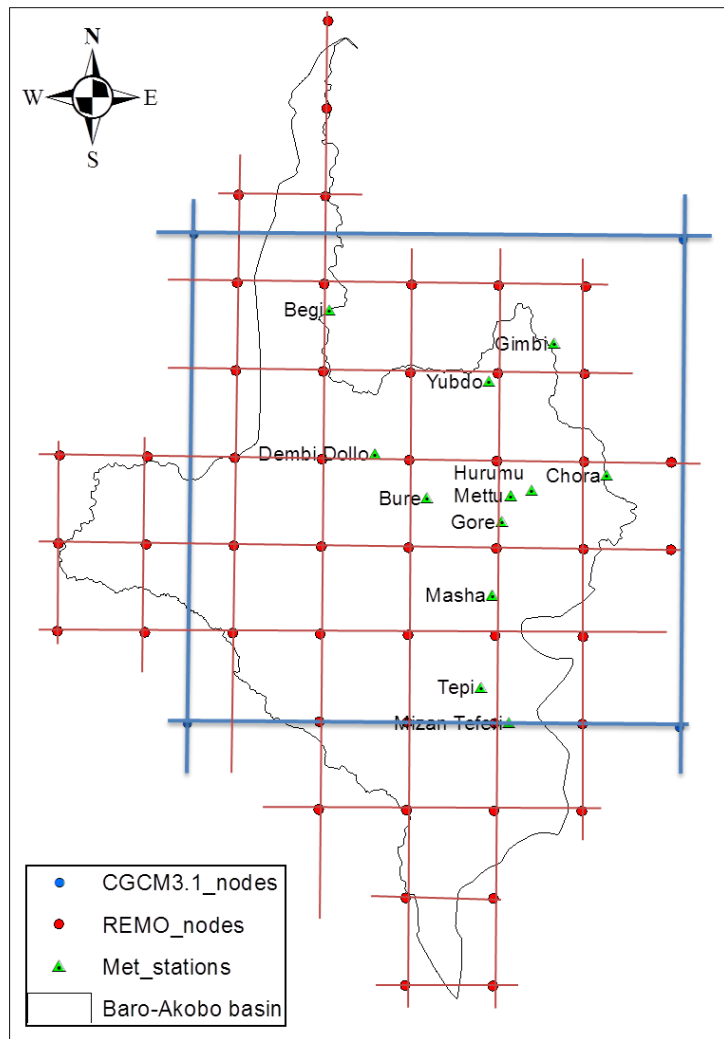 N
W E
S
Begi
Gimbi
Yubdo
Dembi Dollo
Hurumu
Chora
Bure
Mettu
Gore
Masha
Tepi
Mizan Teferi
CGCM3.1_nodes
REMO_nodes
Met_stations
Baro-Akobo basin